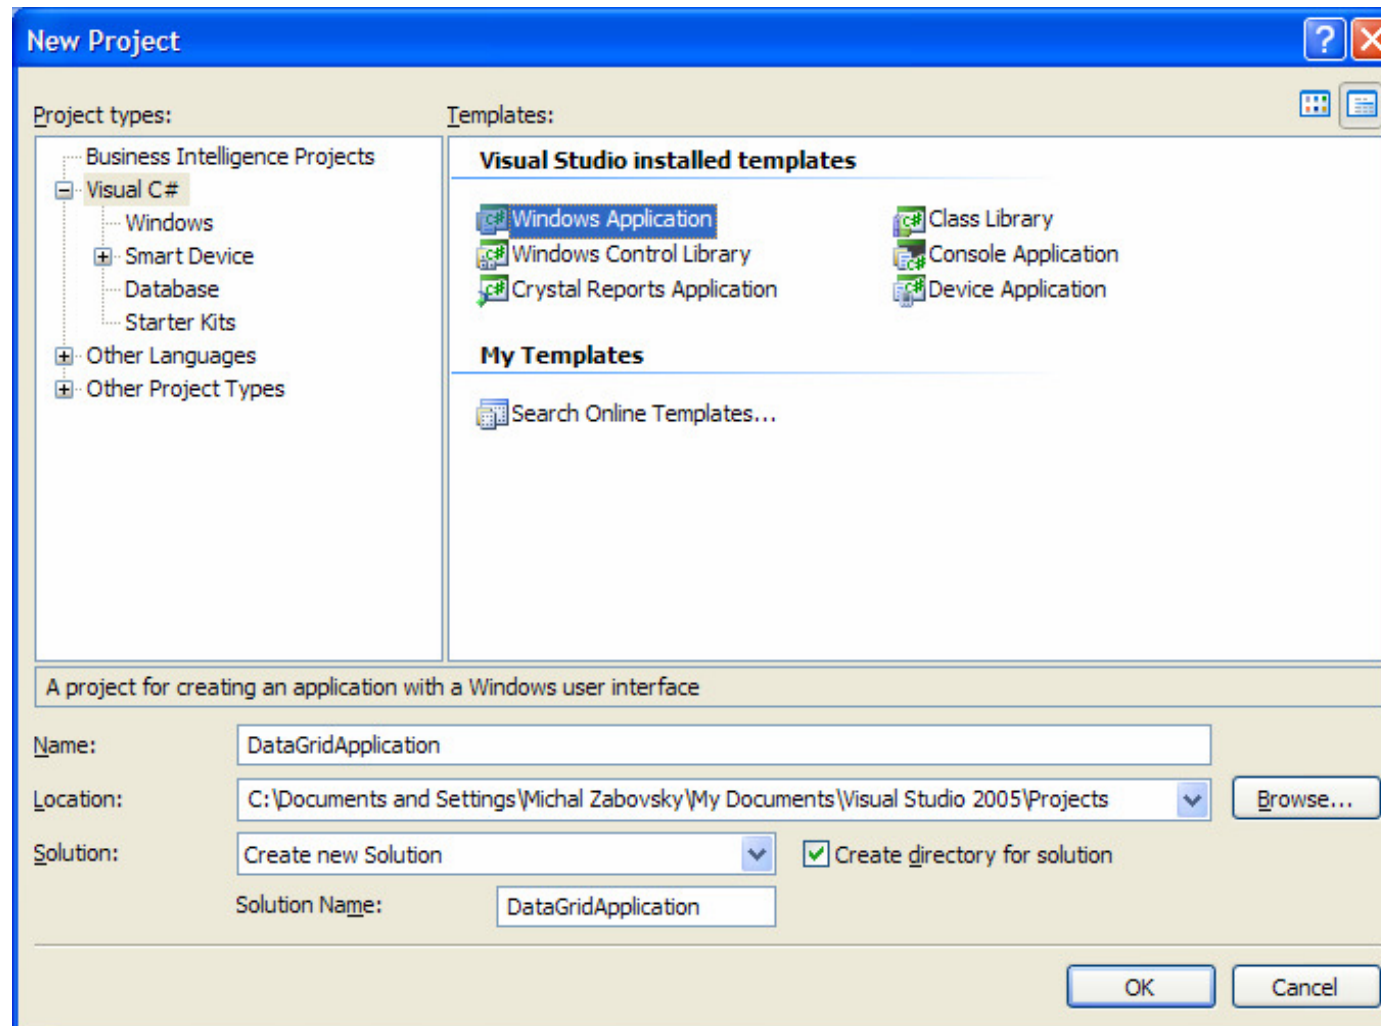 New Project
Project types:
Templates:
Business Intelligence Projects
Visual C#
Windows
Smart Device
Database
Starter Kits
Other Languages
Other Project Types
Visual Studio installed templates
Windows Application
Class Library
Windows Control Library
Console Application
Crystal Reports Application
Device Application
My Templates
Search Online Templates...
A project for creating an application with a Windows user interface
Name:
DataGridApplication
Location:
C:\Documents and Settings\Michal Zabovsky\My Documents\Visual Studio 2005\Projects
Browse...
Solution:
Create new Solution
Create directory for solution
Solution Name:
DataGridApplication
OK
Cancel